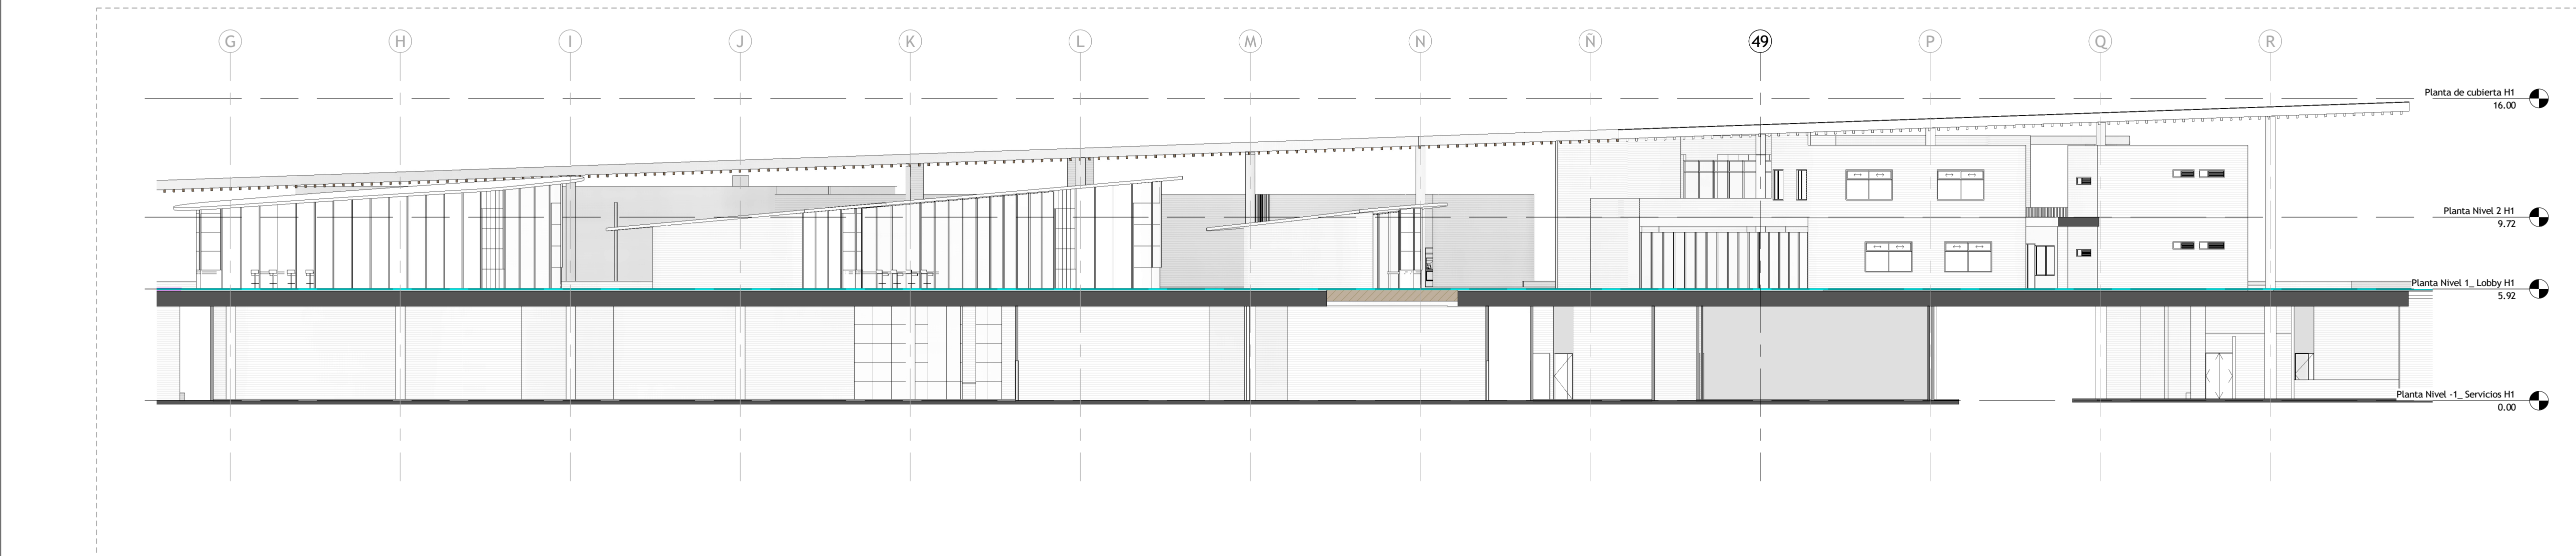 G H I J K L M N Ñ 49 P Q R
Planta de cubierta H1
16.00
Planta Nivel 2 H1
9.72
Planta Nivel 1_ Lobby H1
5.92
Planta Nivel -1_ Servicios H1
0.00